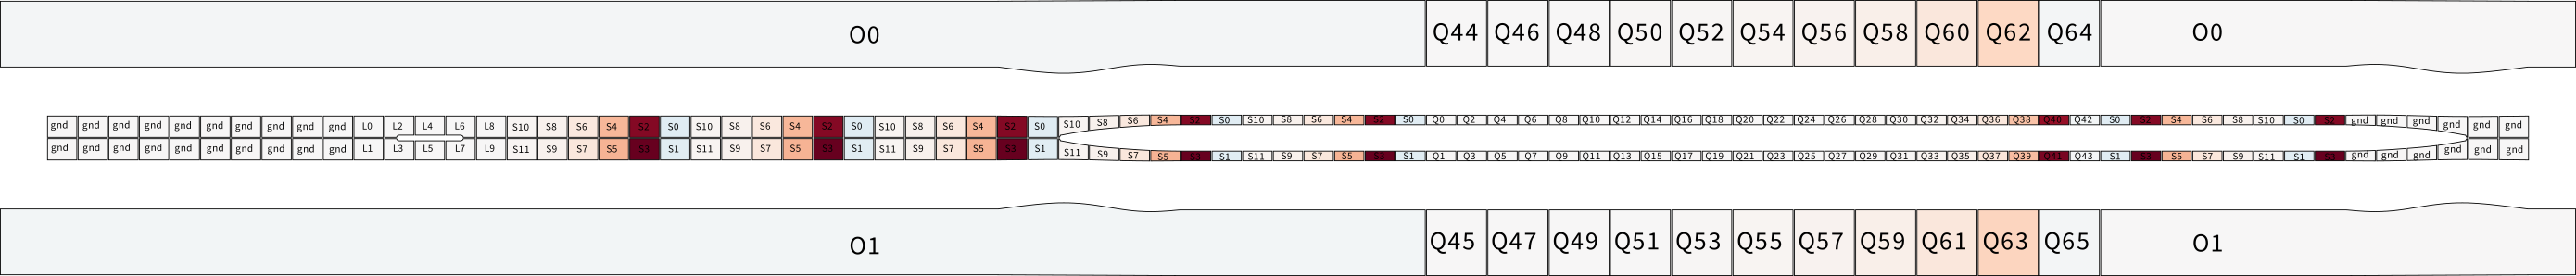 O0 Q44 Q46 Q48 Q50 Q52 Q54 Q56 Q58 Q60 Q62 Q64 O0
gnd gnd gnd gnd gnd gnd gnd gnd gnd gnd L0 L2 L4 L6 L8 S10 S8 S6 S4 S2 S0 S10 S8 S6 S4 S2 S0 S10 S8 S6 S4 S2 S0 S10 S8 S6 S4 S2 S0 S10 S8 S6 S4 S2 S0 Q0 Q2 Q4 Q6 Q8 Q10 Q12 Q14 Q16 Q18 Q20 Q22 Q24 Q26 Q28 Q30 Q32 Q34 Q36 Q38 Q40 Q42 S0 S2 S4 S6 S8 S10 S0 S2 gnd gnd gnd gnd gnd gnd
gnd gnd gnd gnd gnd gnd gnd gnd gnd gnd L1 L3 L5 L7 L9 S11 S9 S7 S5 S3 S1 S11 S9 S7 S5 S3 S1 S11 S9 S7 S5 S3 S1 S11 S9 S7 S5 S3 S1 S11 S9 S7 S5 S3 S1 Q1 Q3 Q5 Q7 Q9 Q11 Q13 Q15 Q17 Q19 Q21 Q23 Q25 Q27 Q29 Q31 Q33 Q35 Q37 Q39 Q41 Q43 S1 S3 S5 S7 S9 S11 S1 S3 gnd gnd gnd gnd gnd gnd
O1 Q45 Q47 Q49 Q51 Q53 Q55 Q57 Q59 Q61 Q63 Q65 O1